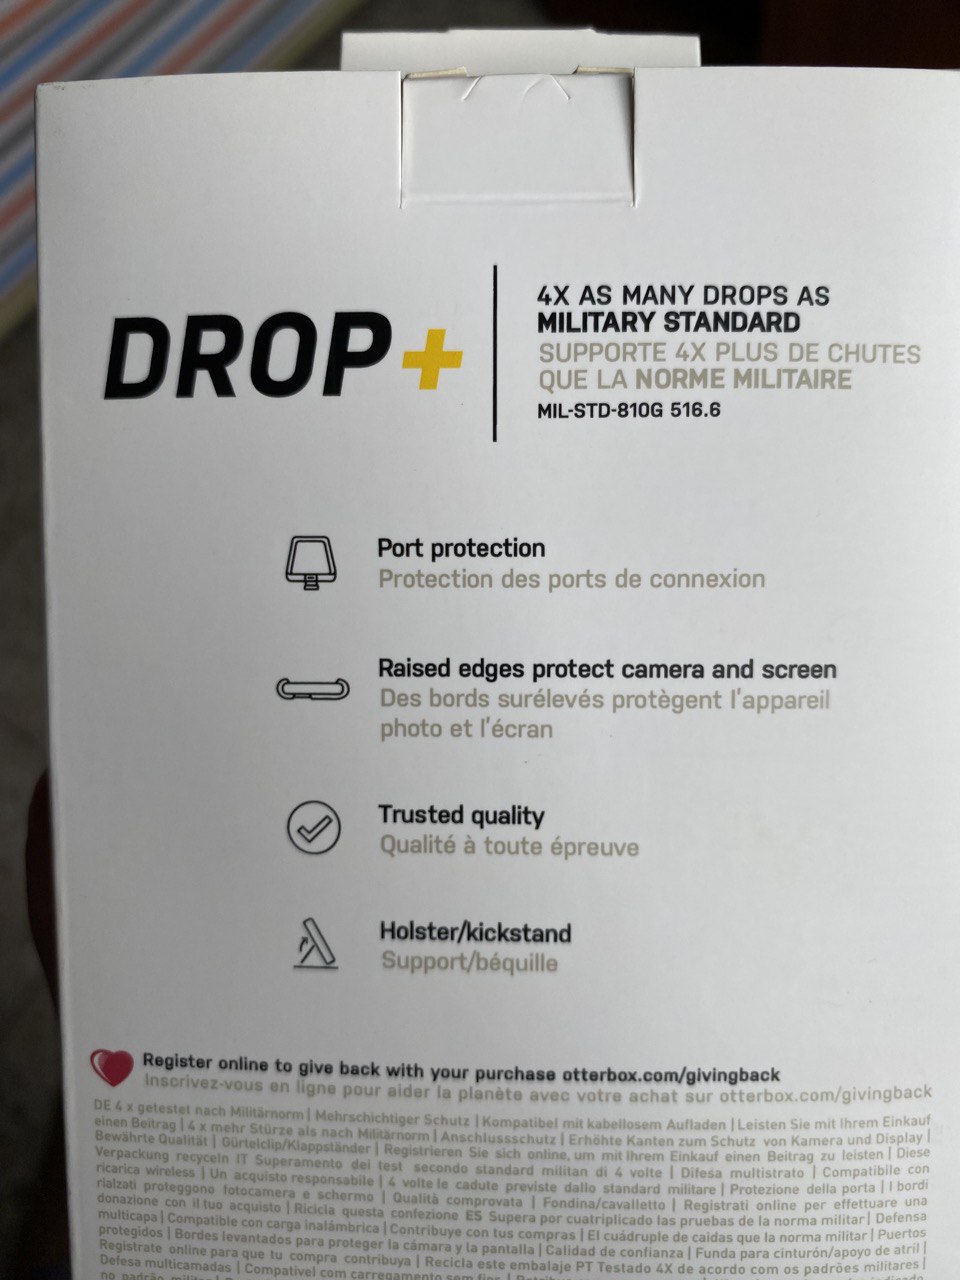 DROP+
4X AS MANY DROPS AS
MILITARY STANDARD
SUPPORTE 4X PLUS DE CHUTES
QUE LA NORME MILITAIRE
MIL-STD-810G 516.6
Port protection
Protection des ports de connexion
Raised edges protect camera and screen
Des bords surélevés protègent l'appareil
photo et l'écran
Trusted quality
Qualité à toute épreuve
Holster/kickstand
Support/béquille
Register online to give back with your purchase otterbox.com/givingback
Inscrivez-vous en ligne pour aider la planète avec votre achat sur otterbox.com/givingback
DE 4 x getestet nach Militärnorm | Mehrschichtiger Schutz | Kompatibel mit kabellosem Aufladen | Leisten Sie mit Ihrem Einkauf
einen Beitrag | 4 x mehr Stürze als nach Militärnorm | Anschlussschutz | Erhöhte Kanten zum Schutz von Kamera und Display |
Bewährte Qualität | Gürtelclip/Klappständer | Registrieren Sie sich online, um mit Ihrem Einkauf einen Beitrag zu leisten | Diese
Verpackung recyceln IT Superamento dei test secondo standard militari di 4 volte | Difesa multistrato | Compatibile con
ricarica wireless | Un acquisto responsabile | 4 volte le cadute previste dallo standard militare | Protezione della porta | I bordi
rialzati proteggono fotocamera e schermo | Qualità comprovata | Fondina/cavalletto | Registrati online per effettuare una
donazione con il tuo acquisto | Ricicla questa confezione ES Supera por cuatriplicado las pruebas de la norma militar | Defensa
multicapa | Compatible con carga inalámbrica | Contribuye con tus compras | El cuádruple de caídas que la norma militar | Puertos
protegidos | Bordes levantados para proteger la cámara y la pantalla | Calidad de confianza | Funda para cinturón/apoyo de atril |
Regístrate online para que tu compra contribuya | Recicla este embalaje PT Testado 4X de acordo com os padrões militares |
Defesa multicamadas | Compatível com carregamento sem fios |
no padrão